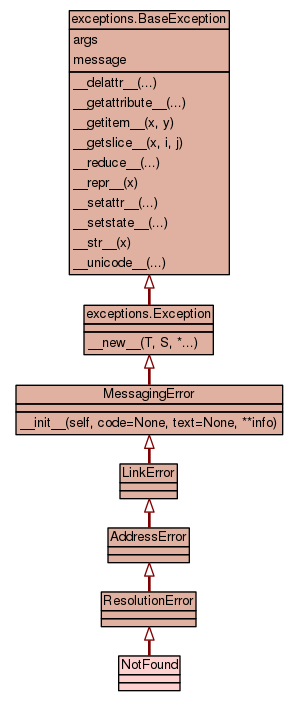 exceptions.BaseException
args
message
__delattr__(...)
__getattribute__(...)
__getitem__(x, y)
__getslice__(x, i, j)
__reduce__(...)
__repr__(x)
__setattr__(...)
__setstate__(...)
__str__(x)
__unicode__(...)
exceptions.Exception
__new__(T, S, *...)
MessagingError
__init__(self, code=None, text=None, **info)
LinkError
AddressError
ResolutionError
NotFound